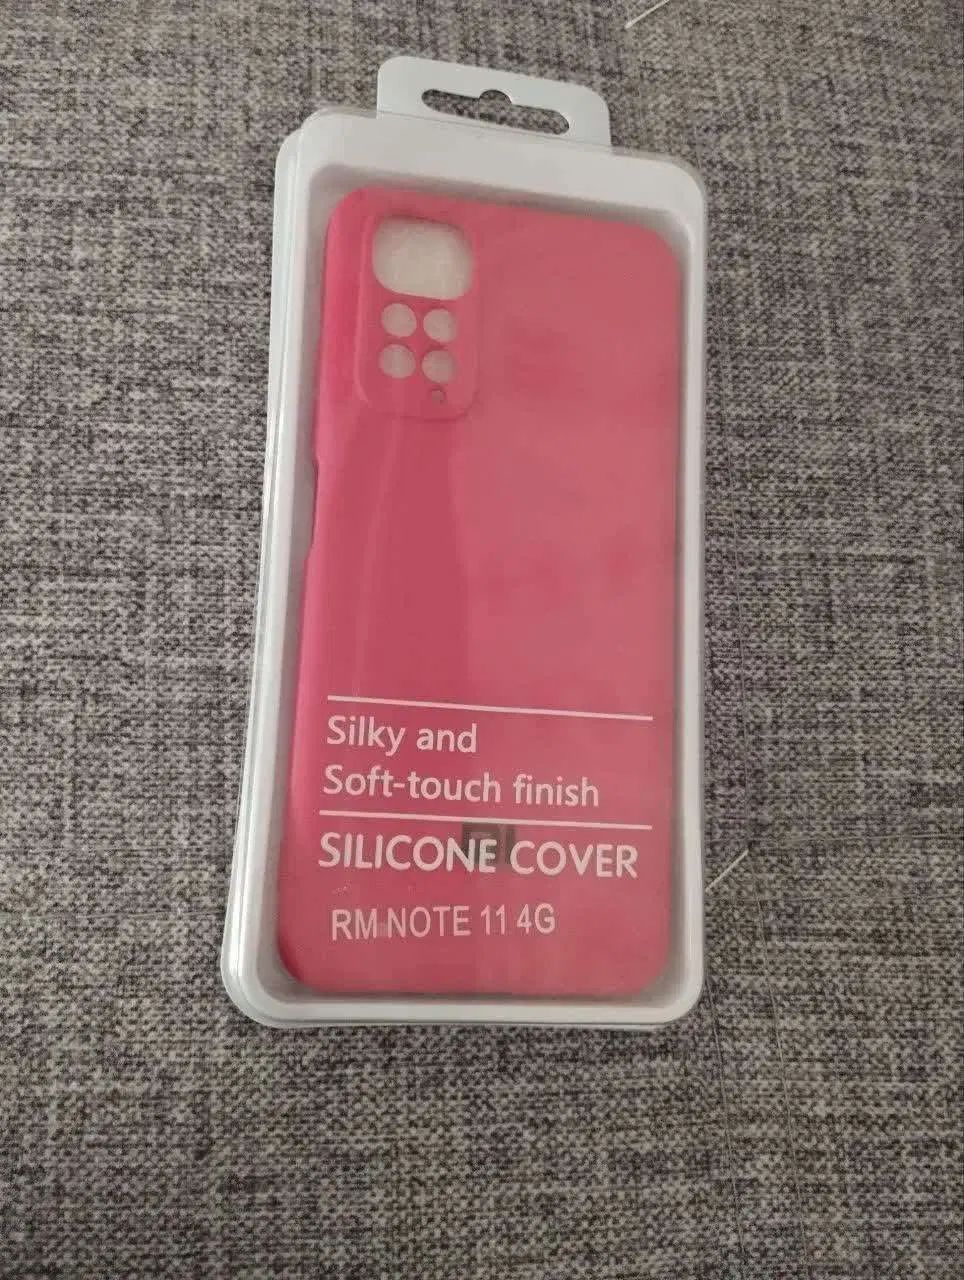 Silky and
Soft-touch finish
SILICONE COVER
RM NOTE 11 4G